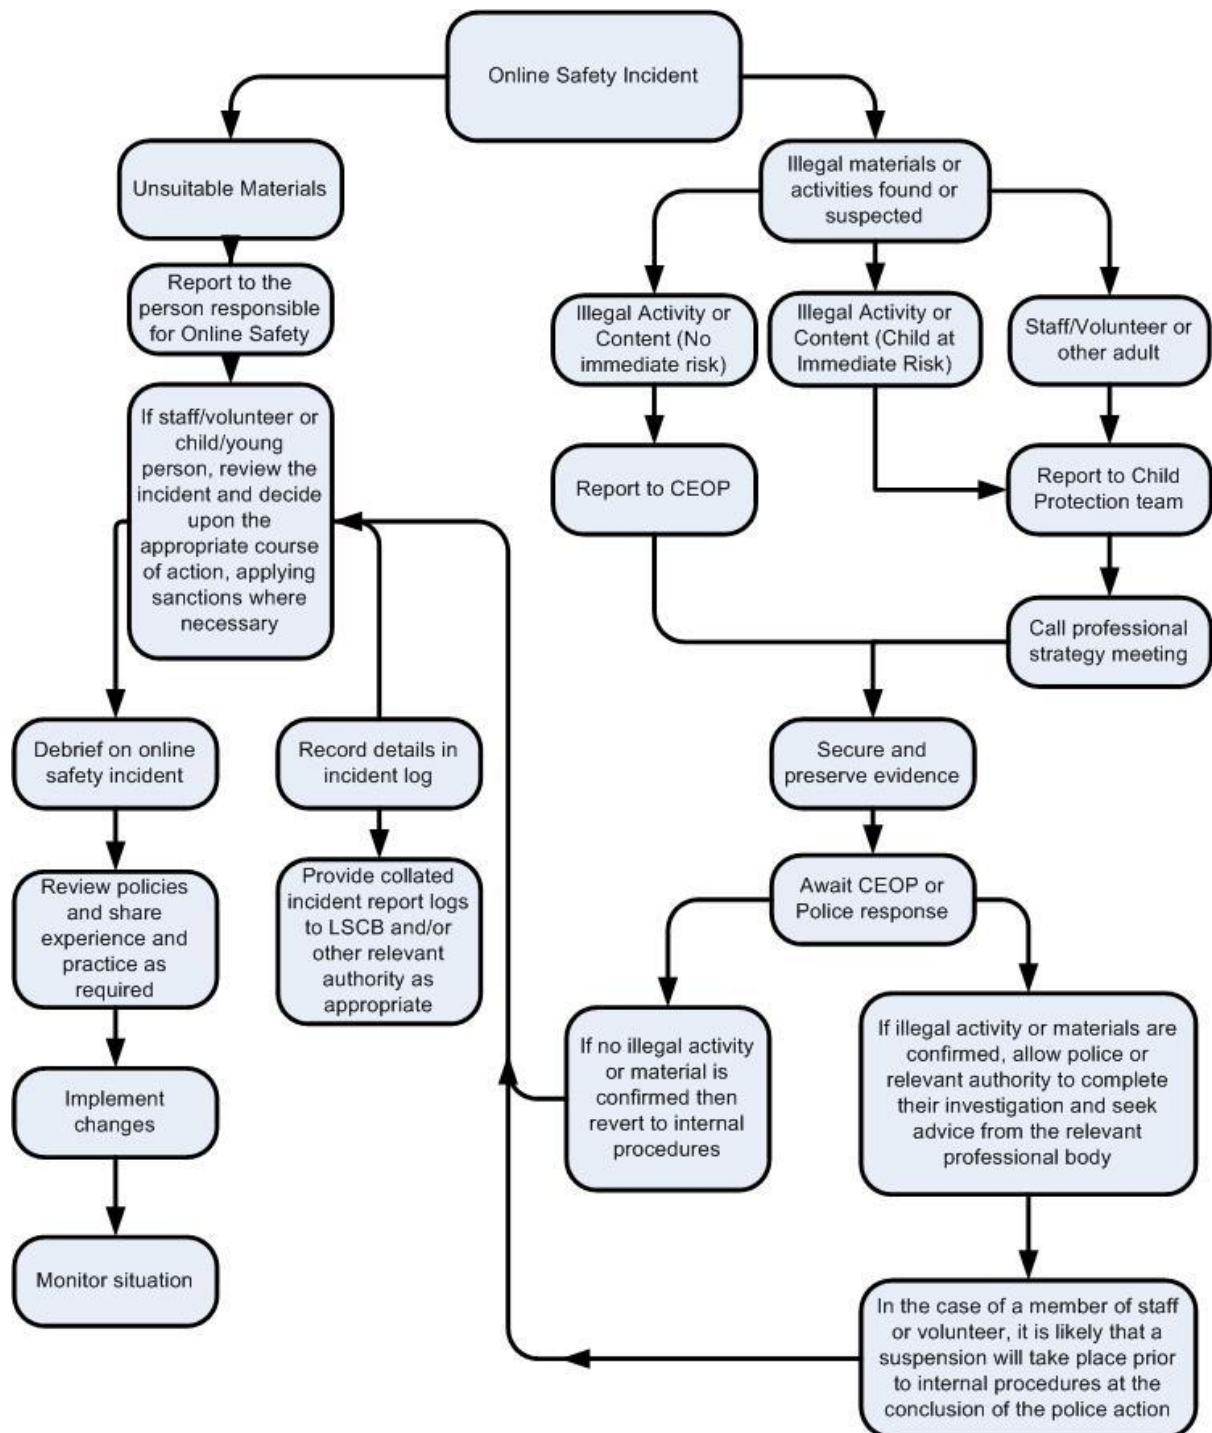 Online Safety Incident
Unsuitable Materials
Report to the
person responsible
for Online Safety
If staff/volunteer or
child/young
person, review the
incident and decide
upon the
appropriate course
of action, applying
sanctions where
necessary
Debrief on online
safety incident
Review policies
and share
experience and
practice as
required
Implement
changes
Monitor situation
Record details in
incident log
Provide collated
incident report logs
to LSCB and/or
other relevant
authority as
appropriate
Illegal materials or
activities found or
suspected
Illegal Activity or
Content (No
immediate risk)
Illegal Activity or
Content (Child at
Immediate Risk)
Staff/Volunteer or
other adult
Report to CEOP
Report to Child
Protection team
Call professional
strategy meeting
Secure and
preserve evidence
Await CEOP or
Police response
If no illegal activity
or material is
confirmed then
revert to internal
procedures
If illegal activity or materials are
confirmed, allow police or
relevant authority to complete
their investigation and seek
advice from the relevant
professional body
In the case of a member of staff
or volunteer, it is likely that a
suspension will take place prior
to internal procedures at the
conclusion of the police action